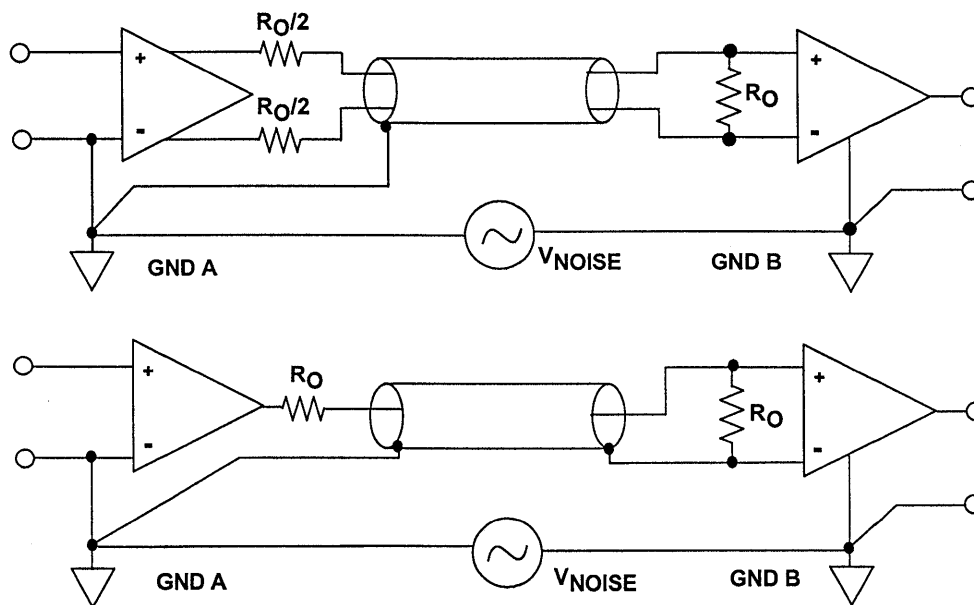 RO/2
+
+
RO/2
RO
-
-
VNOISE
GND A
GND B
RO
+
+
RO
-
-
GND A
VNOISE
GND B